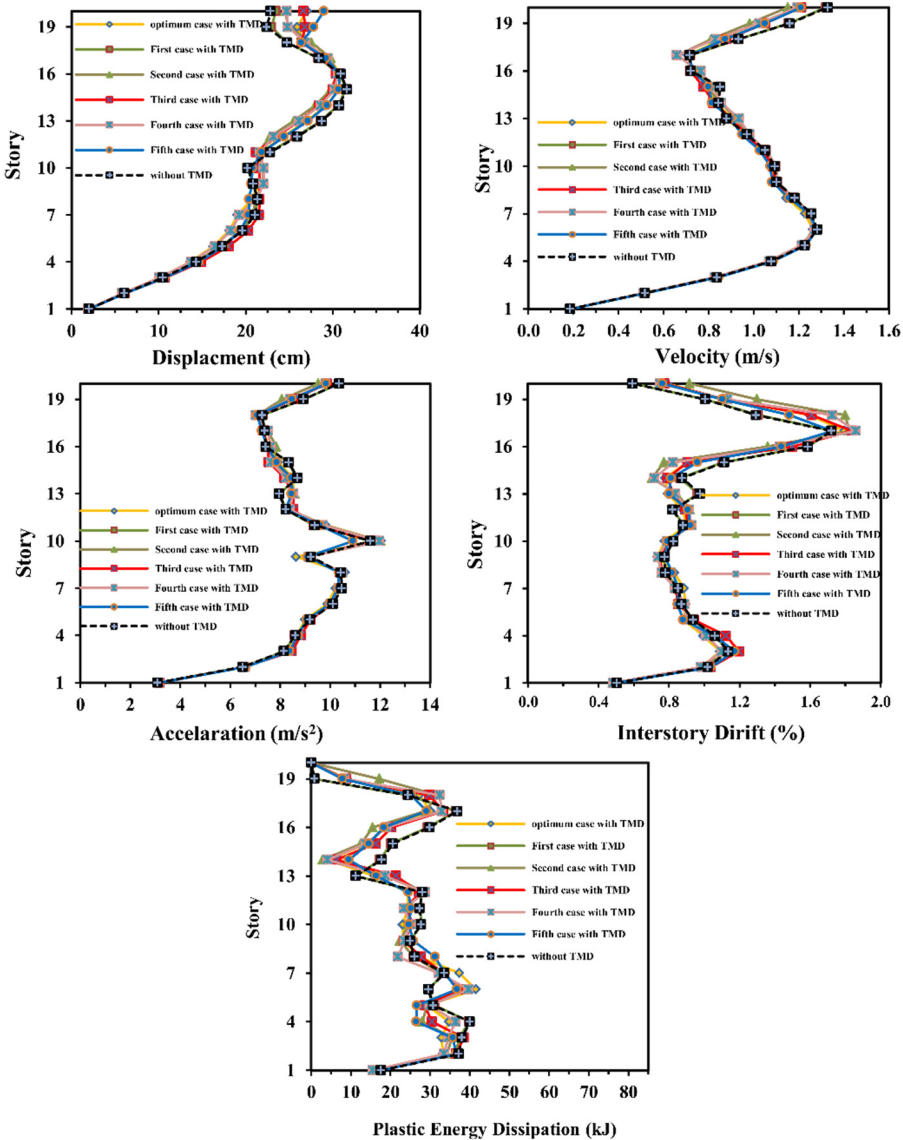 Story
19
16
13
10
7
4
1
optimum case with TMD
First case with TMD
Second case with TMD
Third case with TMD
Fourth case with TMD
Fifth case with TMD
without TMD
0 10 20 30 40
Displacment (cm)
Story
19
16
13
10
7
4
1
optimum case with TMD
First case with TMD
Second case with TMD
Third case with TMD
Fourth case with TMD
Fifth case with TMD
without TMD
0.0 0.2 0.4 0.6 0.8 1.0 1.2 1.4 1.6
Velocity (m/s)
Story
19
16
13
10
7
4
1
optimum case with TMD
First case with TMD
Second case with TMD
Third case with TMD
Fourth case with TMD
Fifth case with TMD
without TMD
0 2 4 6 8 10 12 14
Accelaration (m/s²)
Story
19
16
13
10
7
4
1
optimum case with TMD
First case with TMD
Second case with TMD
Third case with TMD
Fourth case with TMD
Fifth case with TMD
without TMD
0.0 0.4 0.8 1.2 1.6 2.0
Interstory Dirift (%)
Story
19
16
13
10
7
4
1
optimum case with TMD
First case with TMD
Second case with TMD
Third case with TMD
Fourth case with TMD
Fifth case with TMD
without TMD
0 10 20 30 40 50 60 70 80
Plastic Energy Dissipation (kJ)